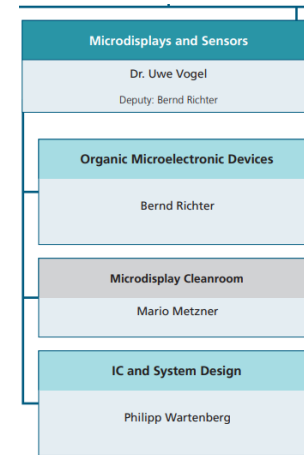 Microdisplays and Sensors
Dr. Uwe Vogel
Deputy: Bernd Richter
Organic Microelectronic Devices
Bernd Richter
Microdisplay Cleanroom
Mario Metzner
IC and System Design
Philipp Wartenberg